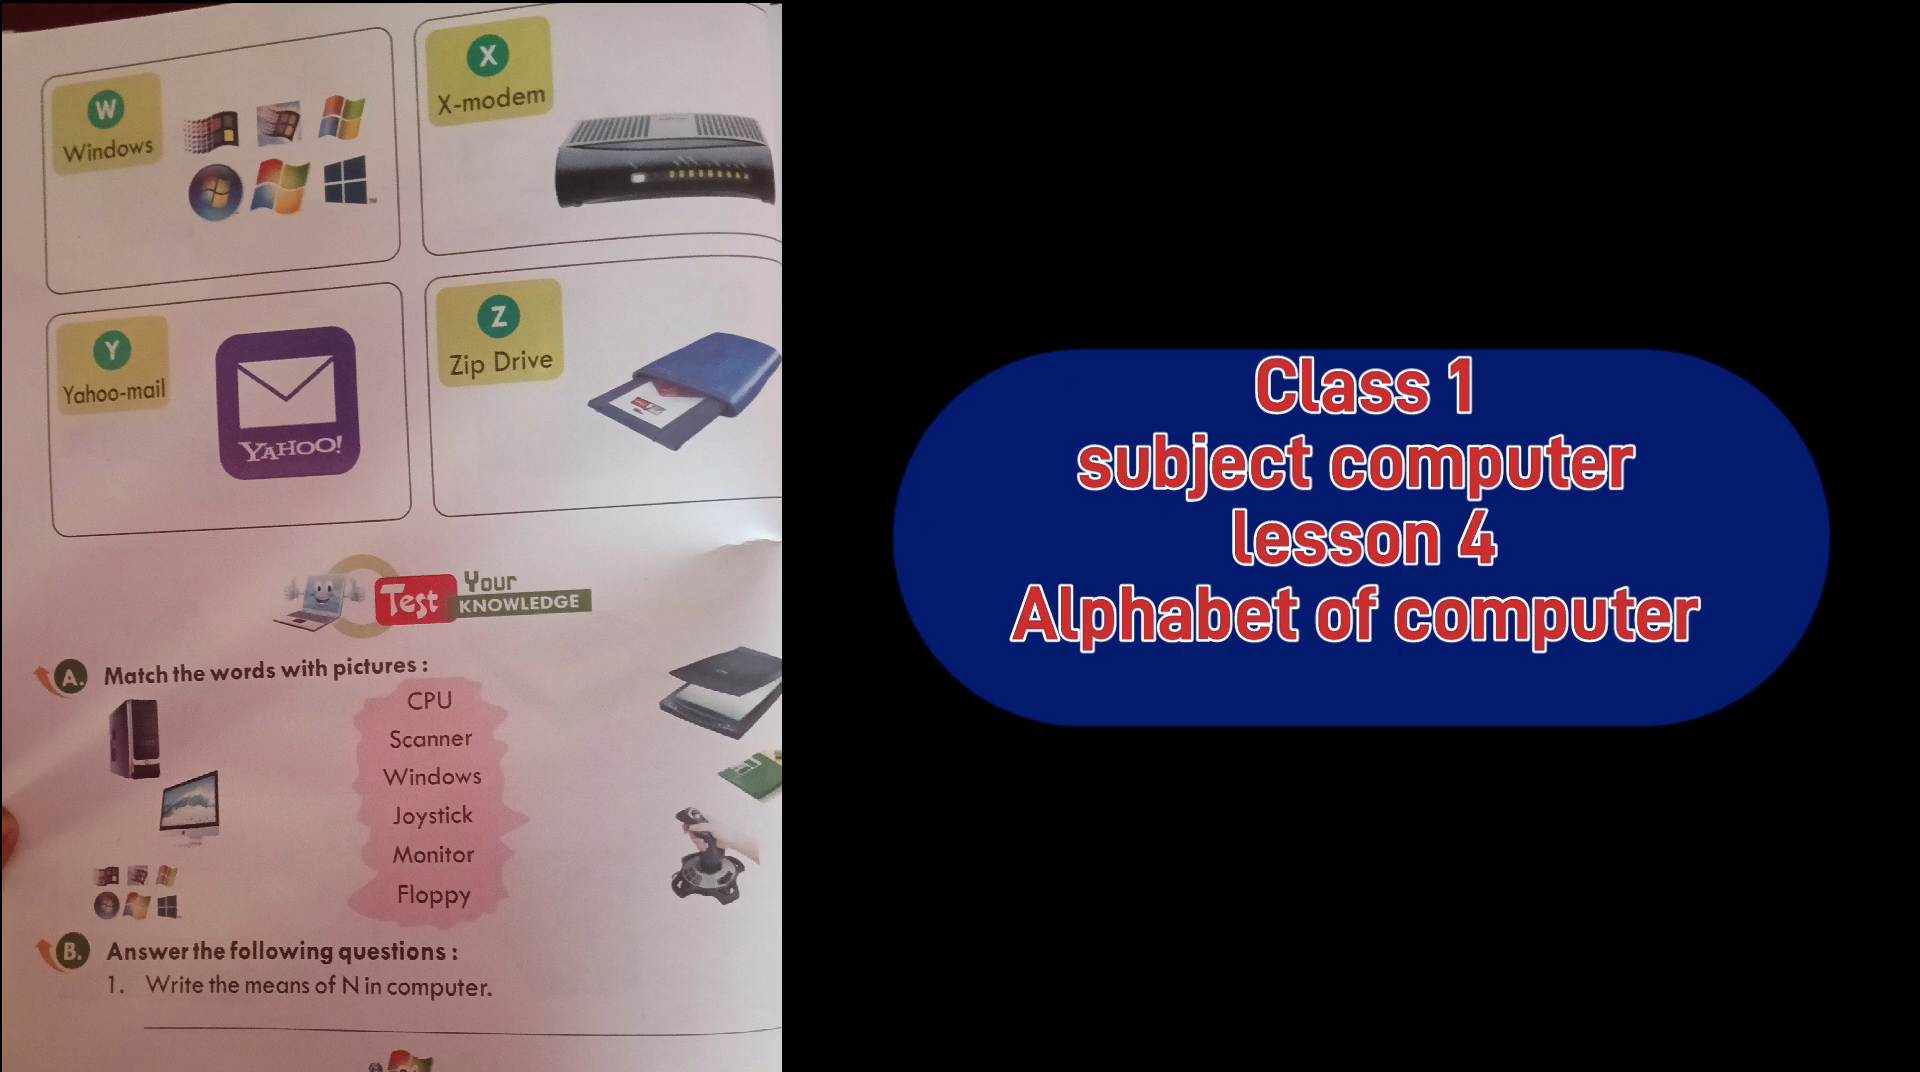 W
Windows
X
X-modem
Y
Yahoo-mail
YAHOO!
Z
Zip Drive
Test Your KNOWLEDGE
A. Match the words with pictures :
CPU
Scanner
Windows
Joystick
Monitor
Floppy
B. Answer the following questions :
1. Write the means of N in computer.
Class 1
subject computer
lesson 4
Alphabet of computer